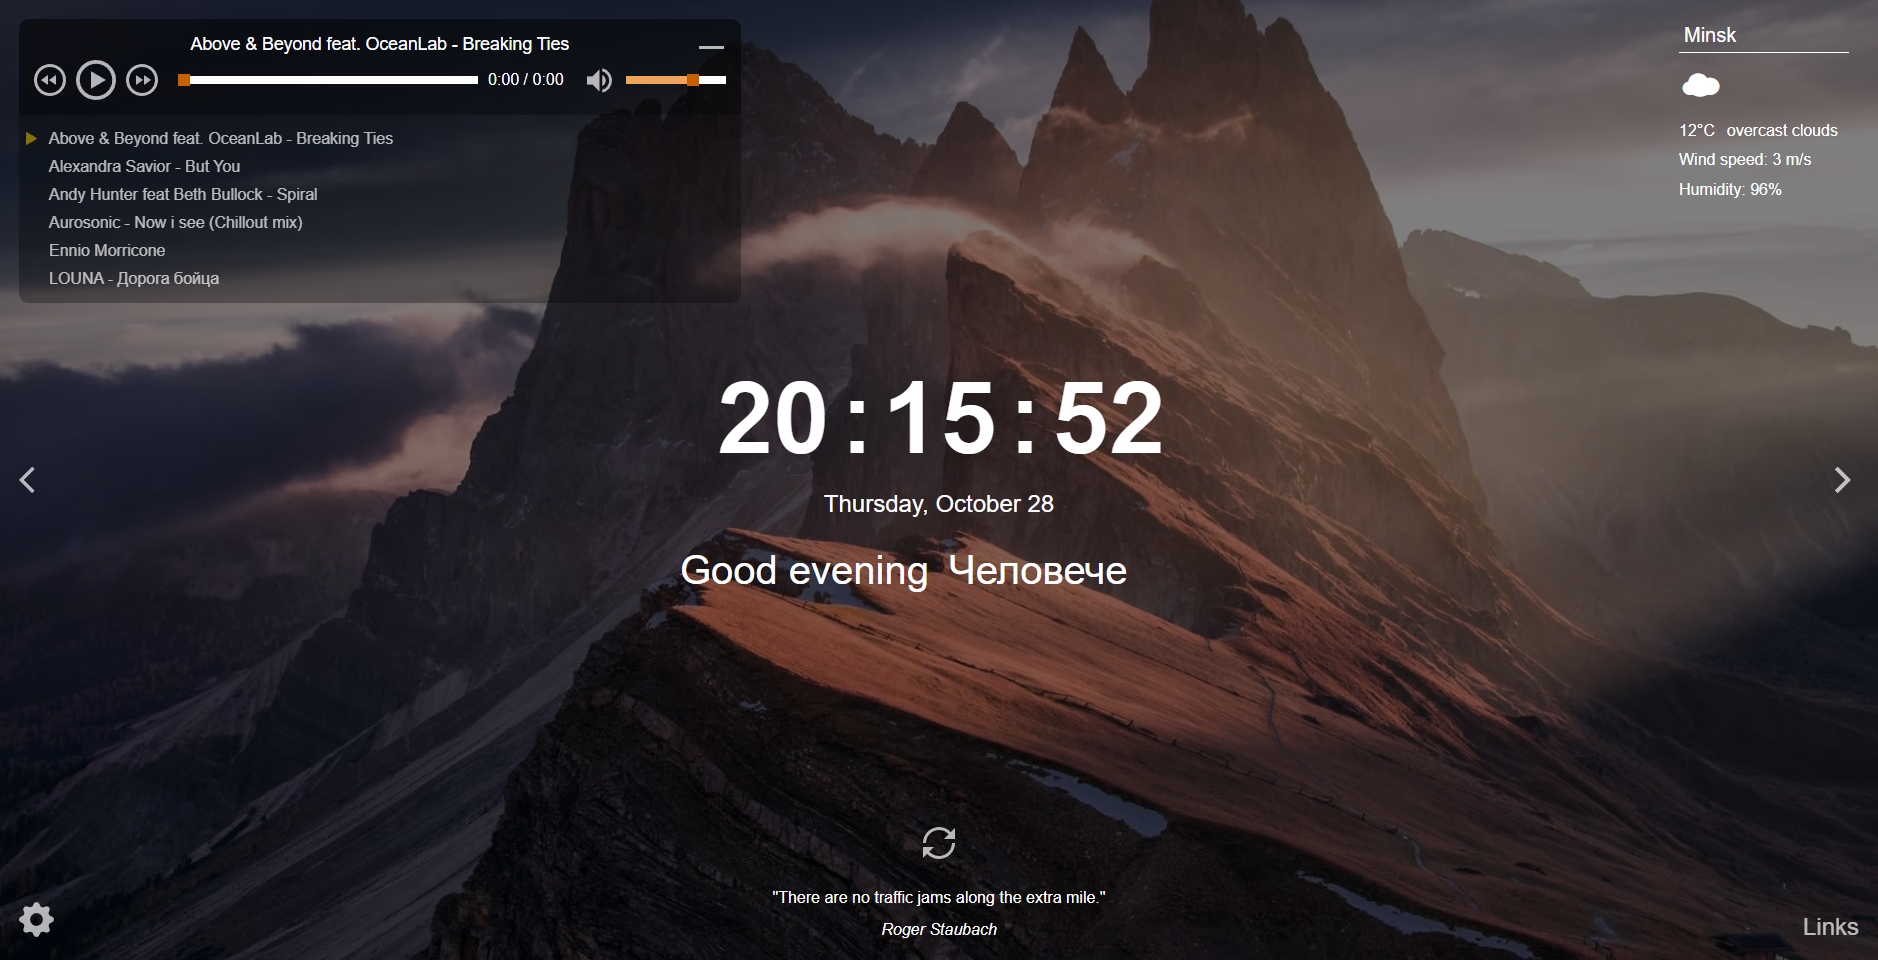 Above & Beyond feat. OceanLab - Breaking Ties
0:00 / 0:00
Above & Beyond feat. OceanLab - Breaking Ties
Alexandra Savior - But You
Andy Hunter feat Beth Bullock - Spiral
Aurosonic - Now i see (Chillout mix)
Ennio Morricone
LOUNA - Дорога бойца
Minsk
12°C overcast clouds
Wind speed: 3 m/s
Humidity: 96%
20:15:52
Thursday, October 28
Good evening Человече
"There are no traffic jams along the extra mile."
Roger Staubach
Links